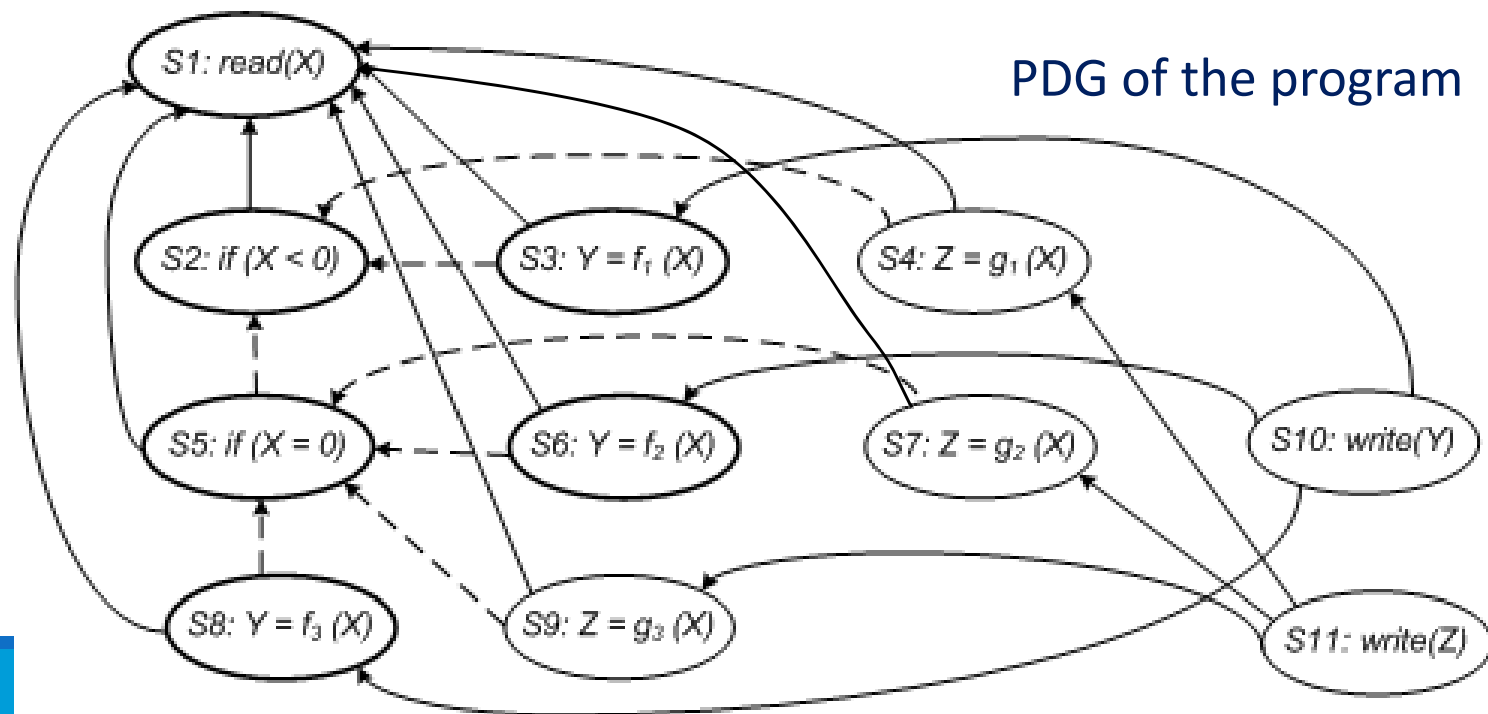 S1: read(X)
PDG of the program
S2: if (X < 0)
S3: Y = f₁ (X)
S4: Z = g₁ (X)
S5: if (X = 0)
S6: Y = f₂ (X)
S7: Z = g₂ (X)
S10: write(Y)
S8: Y = f₃ (X)
S9: Z = g₃ (X)
S11: write(Z)